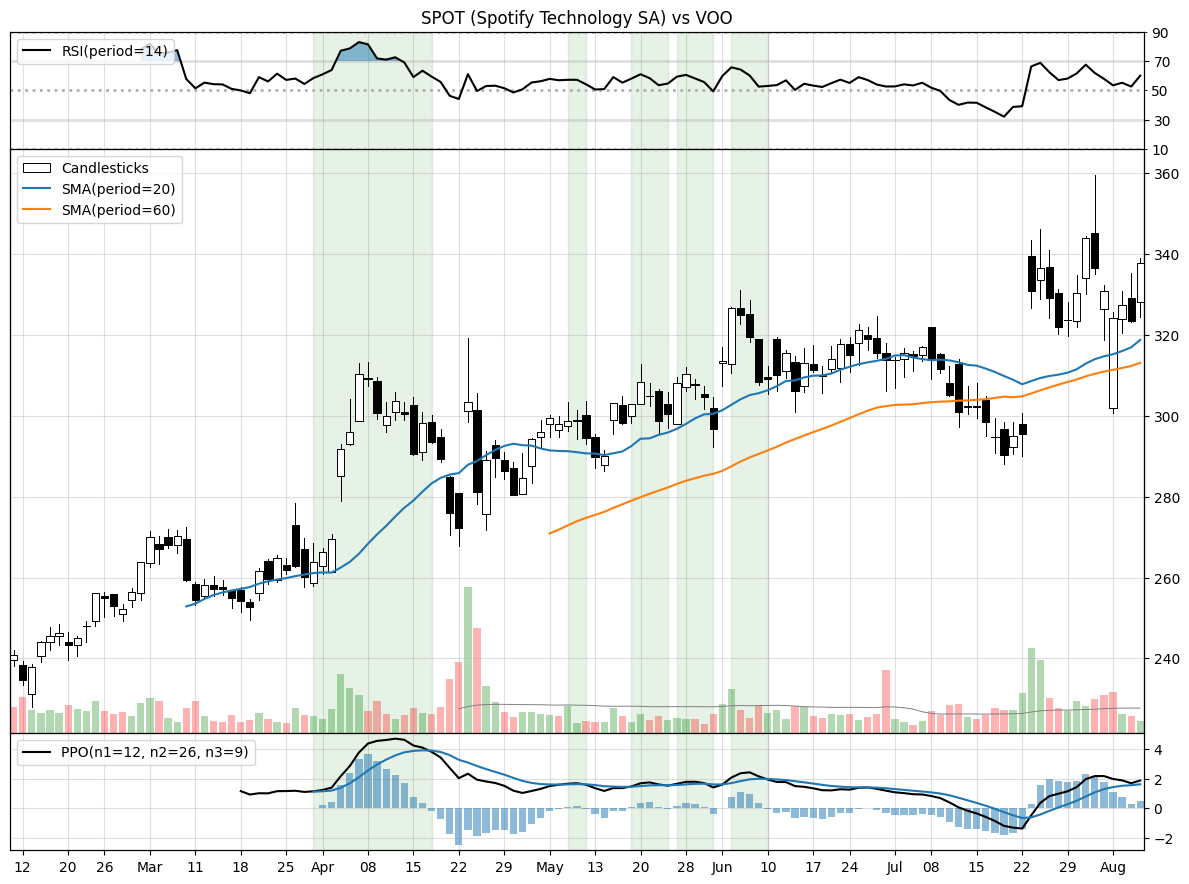 SPOT (Spotify Technology SA) vs VOO
RSI(period=14)
90
70
50
30
10
Candlesticks
SMA(period=20)
SMA(period=60)
360
340
320
300
280
260
240
PPO(n1=12, n2=26, n3=9)
4
2
0
−2
12 20 26 Mar 11 18 25 Apr 08 15 22 29 May 13 20 28 Jun 10 17 24 Jul 08 15 22 29 Aug